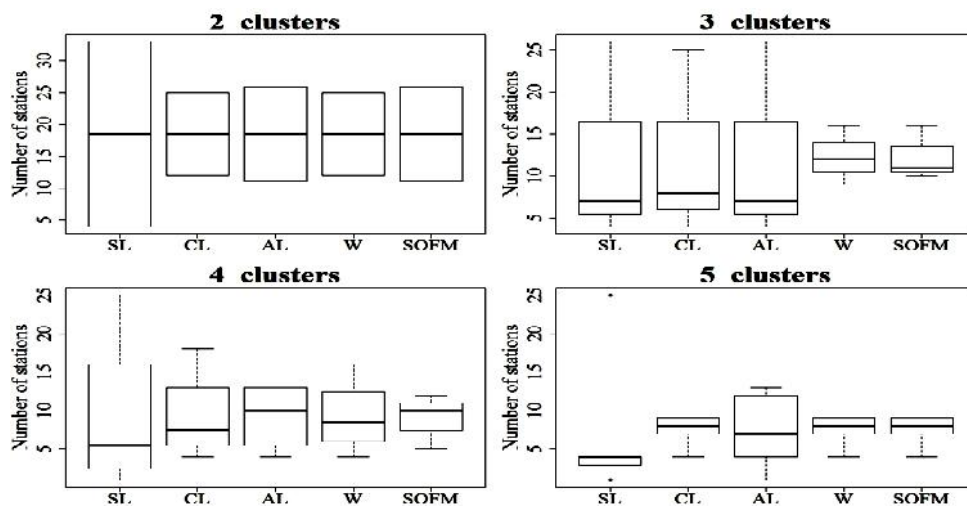 2 clusters
Number of stations
5 10 15 20 25 30
SL CL AL W SOFM
3 clusters
Number of stations
5 10 15 20 25
SL CL AL W SOFM
4 clusters
Number of stations
5 10 15 20 25
SL CL AL W SOFM
5 clusters
Number of stations
5 10 15 20 25
SL CL AL W SOFM